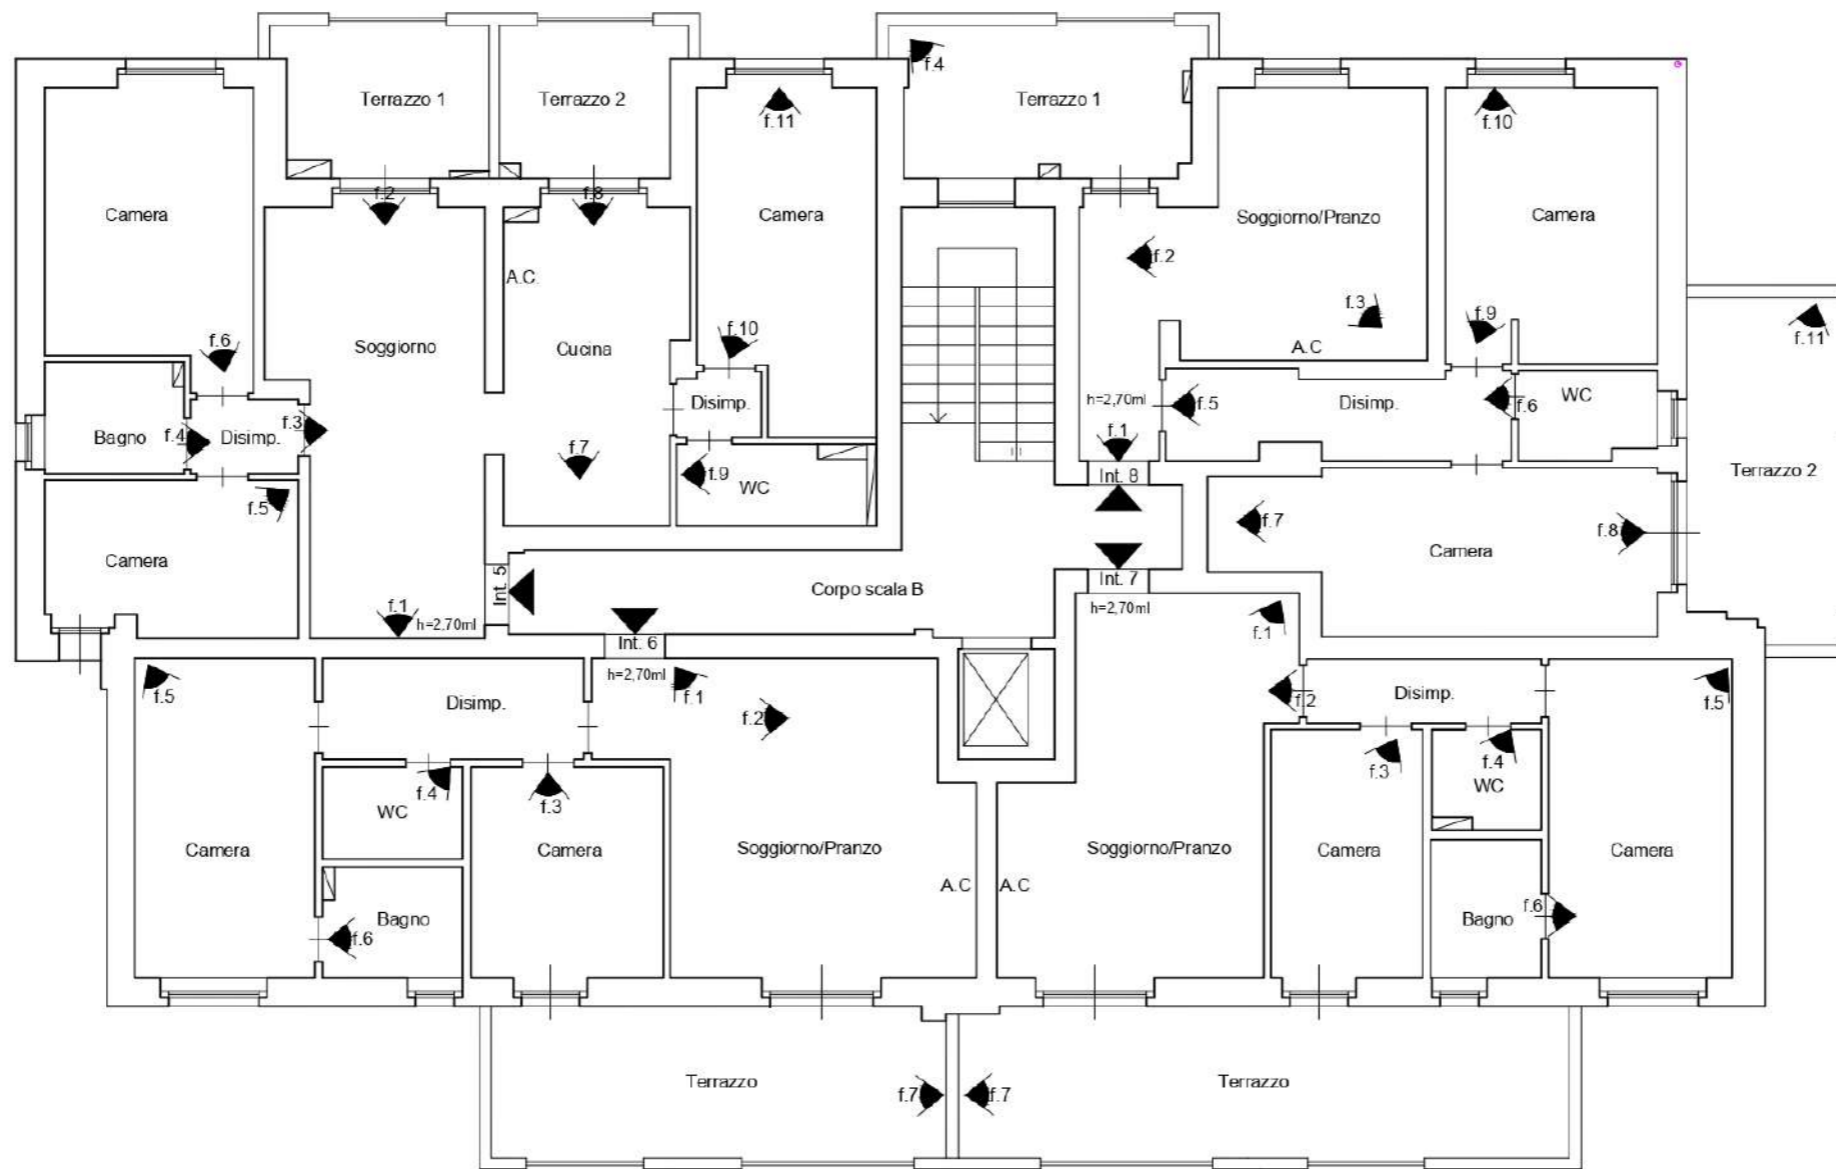 Terrazzo 1
Terrazzo 2
f.11
f.4
Terrazzo 1
f.10
f.2
f.8
Camera
Camera
Soggiorno/Pranzo
Camera
f.2
A.C.
f.3
f.9
f.11
f.6
Soggiorno
Cucina
f.10
A.C
Disimp.
h=2,70ml
f.5
Disimp.
f.6
WC
Bagno
f.4
Disimp.
f.3
f.7
f.1
f.9
WC
Int. 8
Terrazzo 2
f.5
f.7
f.8
Camera
Camera
Int. 5
Corpo scala B
Int. 7
h=2,70ml
f.1
h=2,70ml
Int. 6
f.1
h=2,70ml
f.5
f.1
Disimp.
f.2
f.2
Disimp.
f.5
f.4
f.3
f.3
f.4
WC
WC
Camera
Camera
Soggiorno/Pranzo
Soggiorno/Pranzo
Camera
Camera
A.C
A.C
Bagno
f.6
Bagno
f.6
Terrazzo
f.7
f.7
Terrazzo